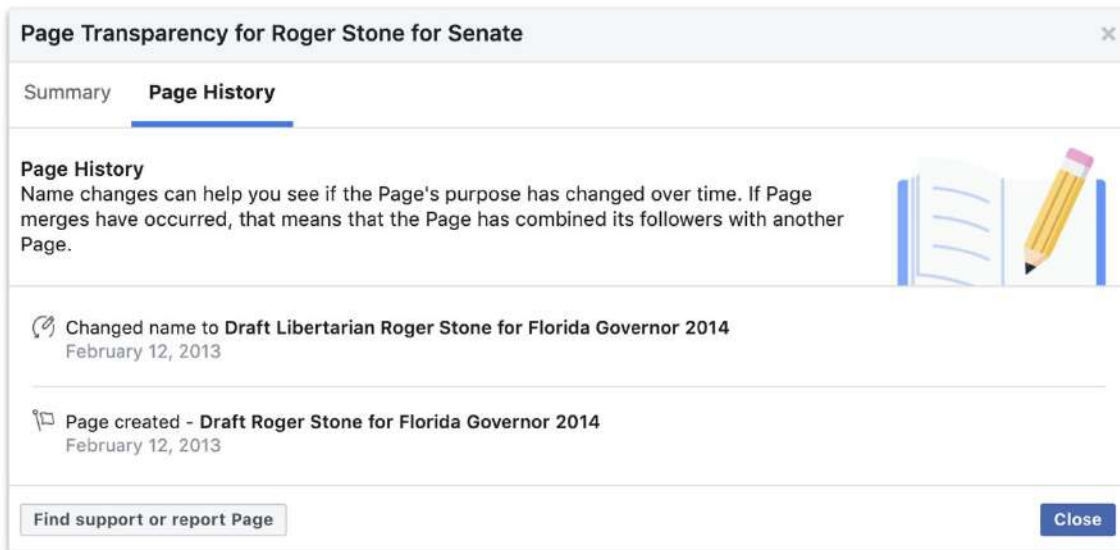 Page Transparency for Roger Stone for Senate
Summary Page History
Page History
Name changes can help you see if the Page's purpose has changed over time. If Page
merges have occurred, that means that the Page has combined its followers with another
Page.
Changed name to Draft Libertarian Roger Stone for Florida Governor 2014
February 12, 2013
Page created - Draft Roger Stone for Florida Governor 2014
February 12, 2013
Find support or report Page Close